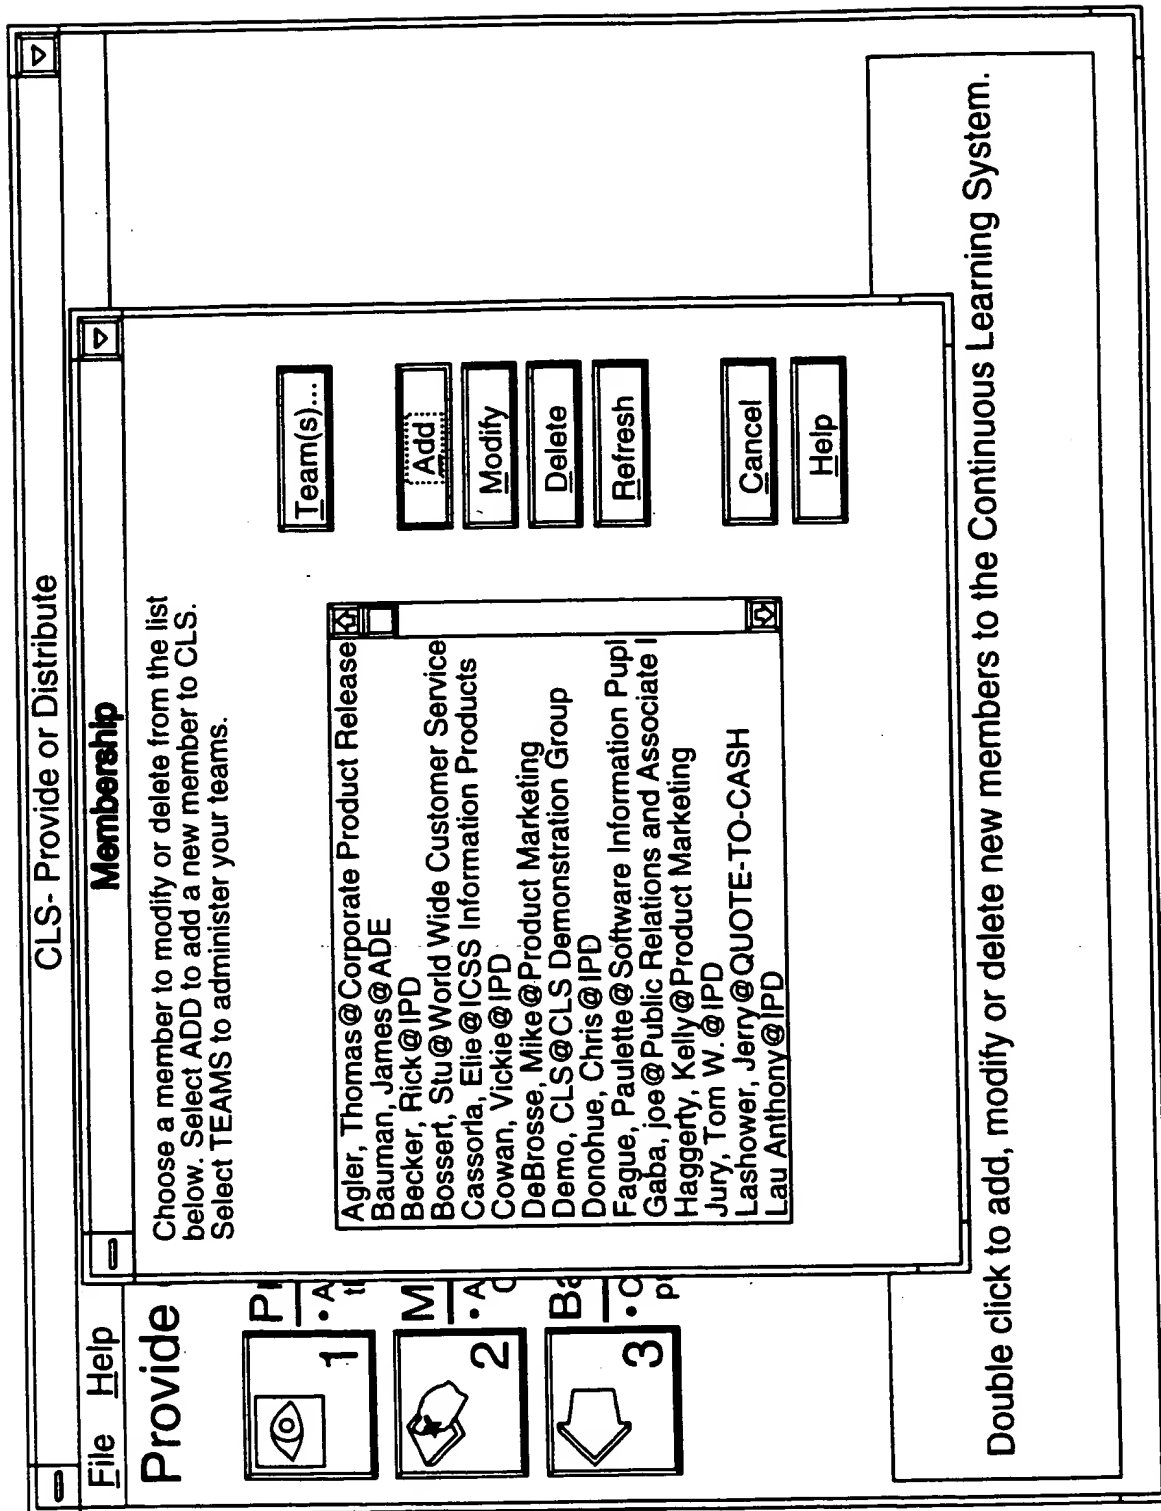 CLS- Provide or Distribute
File Help
Provide
1
Pr
• A
th
2
M
• A
C
3
Ba
• C
pr
Membership
Choose a member to modify or delete from the list
below. Select ADD to add a new member to CLS.
Select TEAMS to administer your teams.
Agler, Thomas@Corporate Product Release
Bauman, James@ADE
Becker, Rick@IPD
Bossert, Stu@World Wide Customer Service
Cassorla, Elie@ICSS Information Products
Cowan, Vickie@IPD
DeBrosse, Mike@Product Marketing
Demo, CLS@CLS Demonstration Group
Donohue, Chris@IPD
Fague, Paulette@Software Information Pupl
Gaba, joe@Public Relations and Associate I
Haggerty, Kelly@Product Marketing
Jury, Tom W.@IPD
Lashower, Jerry@QUOTE-TO-CASH
Lau Anthony@IPD
Team(s)...
Add
Modify
Delete
Refresh
Cancel
Help
Double click to add, modify or delete new members to the Continuous Learning System.